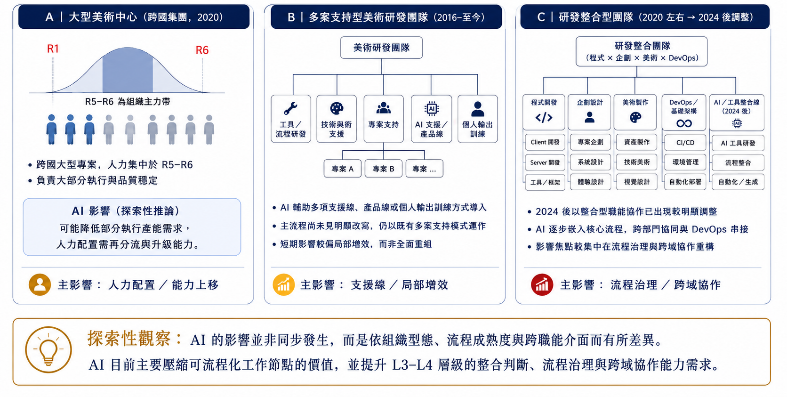 A | 大型美術中心（跨國集團，2020）
R1
R6
R5–R6 為組織主力帶
• 跨國大型專案，人力集中於 R5–R6
• 負責大部分執行與品質穩定
AI 影響（探索性推論）
可能降低部分執行產能需求，
人力配置需再分流與升級能力。
主影響：人力配置／能力上移
B | 多案支持型美術研發團隊（2016–至今）
美術研發團隊
工具／
流程研發
技術與術
支援
專案支持
AI 支援／
產品線
個人輸出
訓練
專案 A
專案 B
專案 ...
• AI 輔助多項支援線、產品線或個人輸出訓練方式導入
• 主流程尚未見明顯改寫，仍以既有多案支持模式運作
• 短期影響較偏局部增效，而非全面重組
主影響：支援線／局部增效
C | 研發整合型團隊（2020 左右 → 2024 後調整）
研發整合團隊
（程式 × 企劃 × 美術 × DevOps）
程式開發
企劃設計
美術製作
DevOps／
基礎架構
AI／工具整合線
（2024 後）
Client 開發
專案企劃
資產製作
CI/CD
AI 工具研發
Server 開發
系統設計
技術美術
環境管理
流程整合
工具／框架
體驗設計
視覺設計
自動化部署
自動化／生成
• 2024 後以整合型職能協作已出現較明顯調整
• AI 逐步嵌入核心流程，跨部門協同與 DevOps 串接
• 影響焦點較集中在流程治理與跨域協作重構
主影響：流程治理／跨域協作
探索性觀察：AI 的影響並非同步發生，而是依組織型態、流程成熟度與跨職能介面而有所差異。
AI 目前主要壓縮可流程化工作節點的價值，並提升 L3–L4 層級的整合判斷、流程治理與跨域協作能力需求。